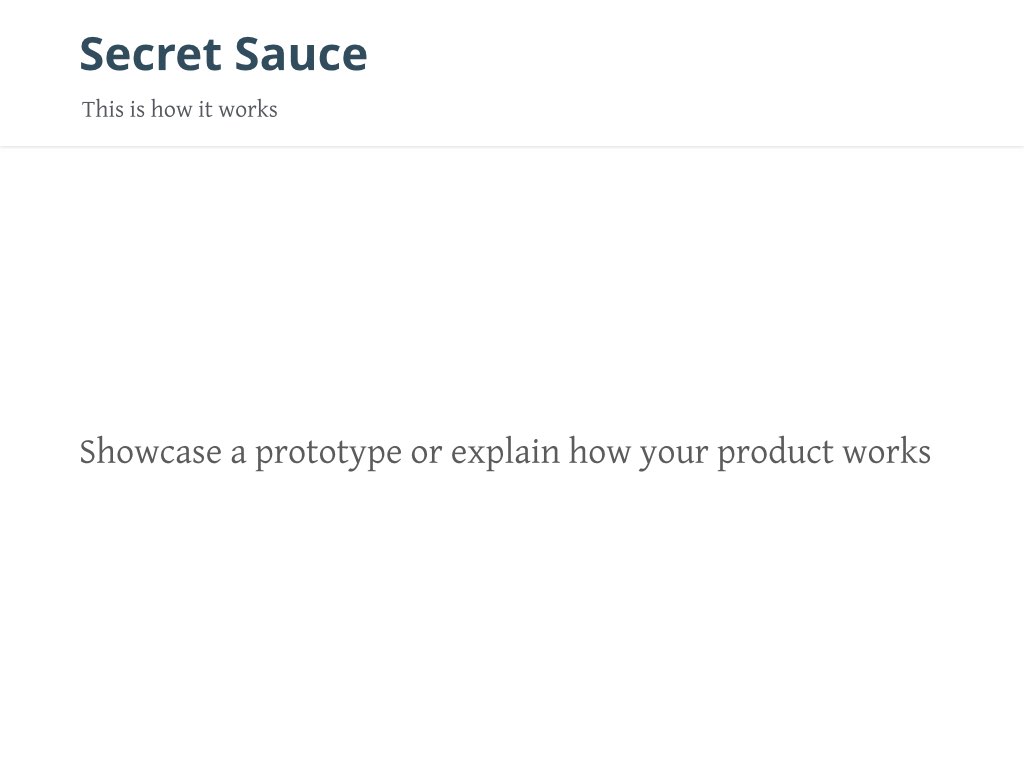 Secret Sauce
This is how it works
Showcase a prototype or explain how your product works